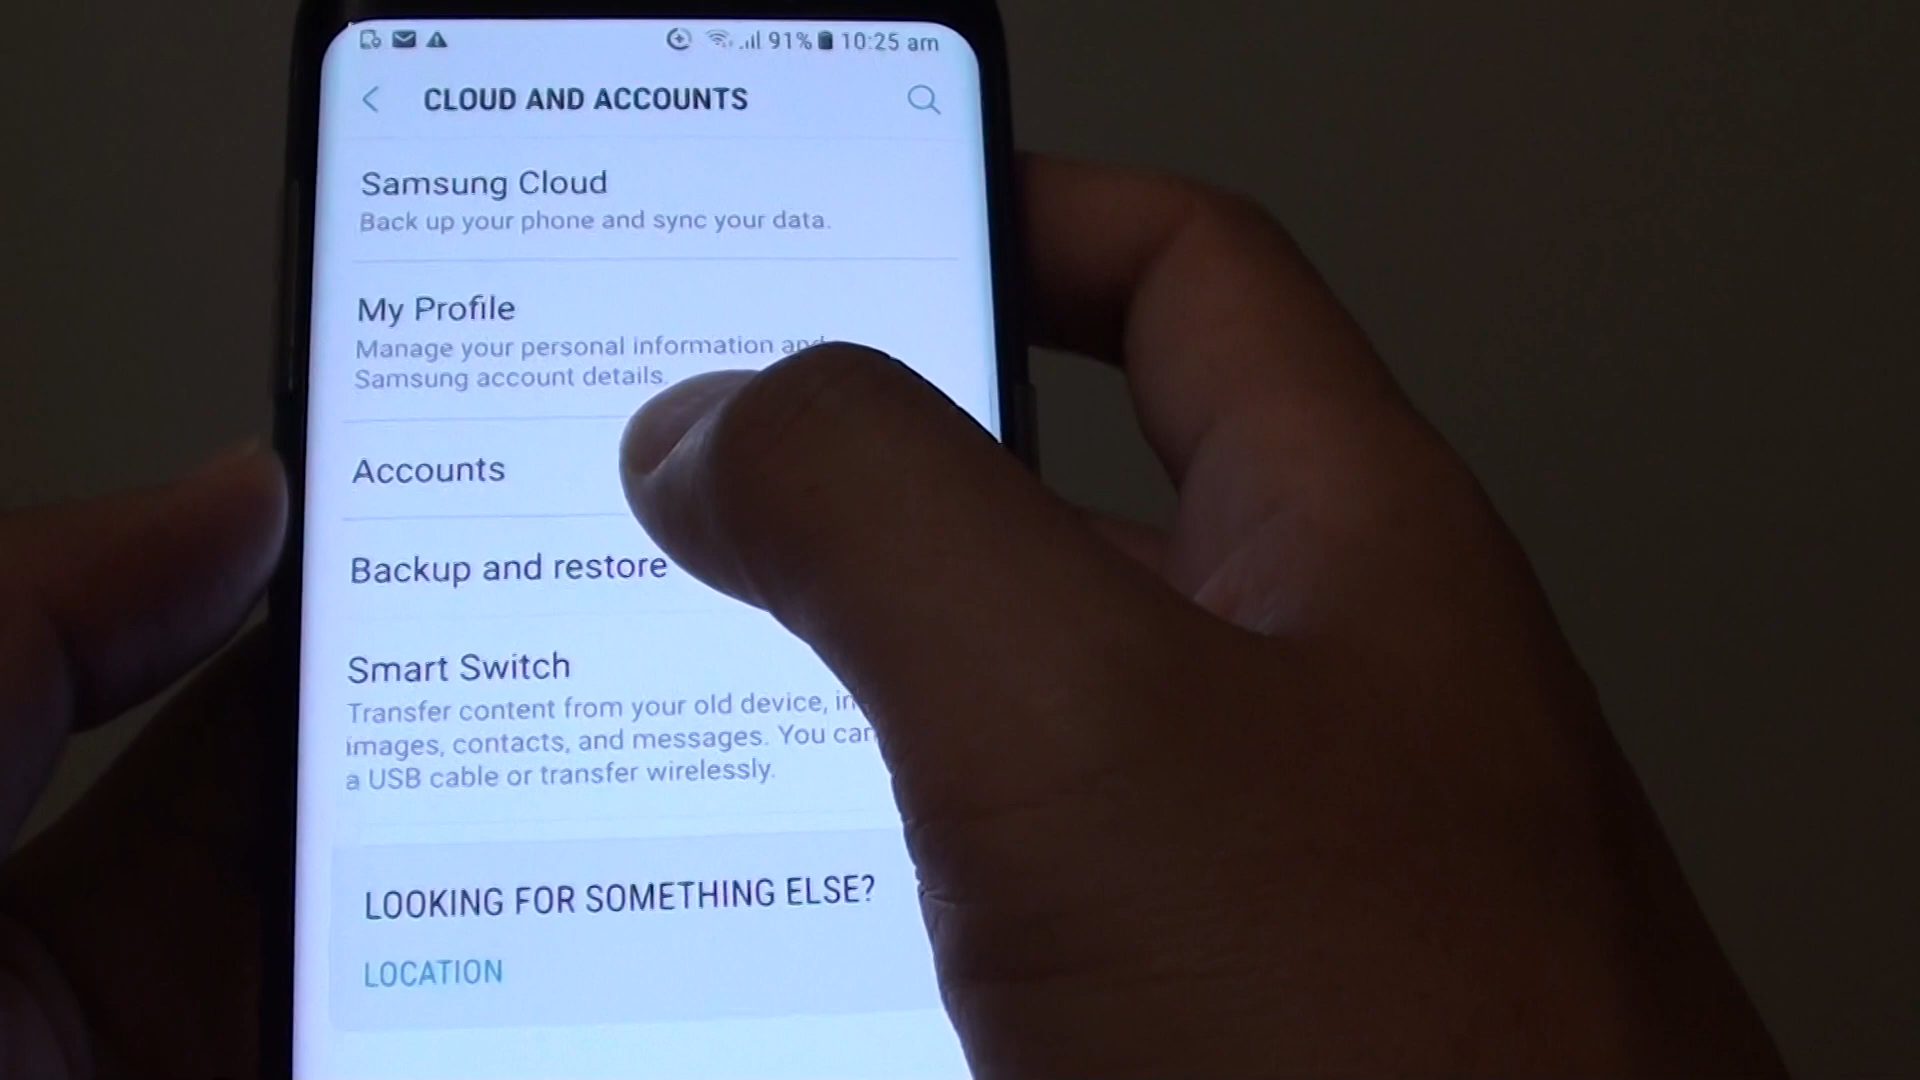 91% 10:25 am
CLOUD AND ACCOUNTS
Samsung Cloud
Back up your phone and sync your data.
My Profile
Manage your personal information and
Samsung account details.
Accounts
Backup and restore
Smart Switch
Transfer content from your old device,
images, contacts, and messages. You can
a USB cable or transfer wirelessly.
LOOKING FOR SOMETHING ELSE?
LOCATION